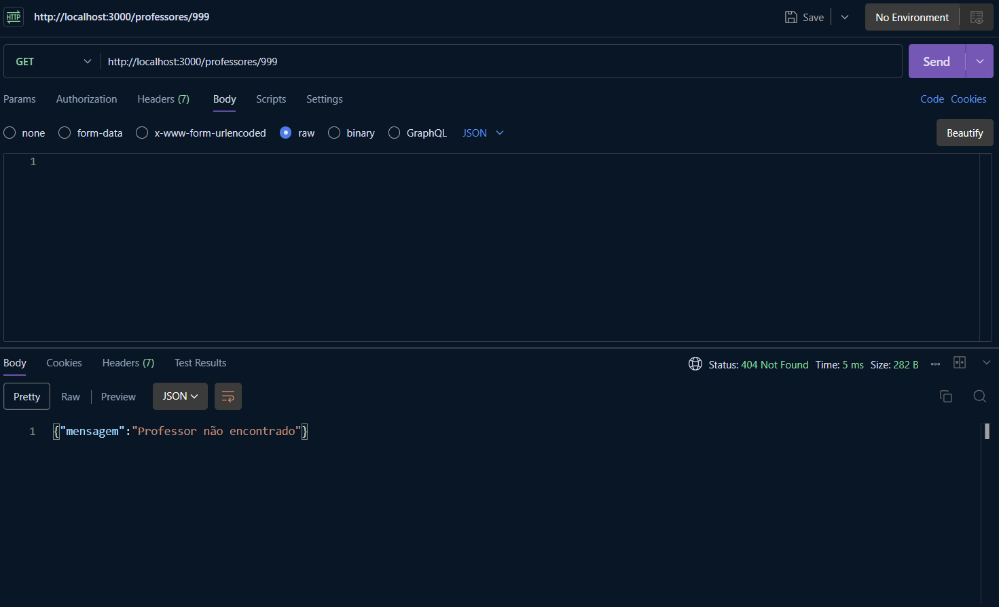 HTTP http://localhost:3000/professores/999 Save No Environment
GET http://localhost:3000/professores/999 Send
Params Authorization Headers (7) Body Scripts Settings Code Cookies
none form-data x-www-form-urlencoded raw binary GraphQL JSON Beautify
1
Body Cookies Headers (7) Test Results Status: 404 Not Found Time: 5 ms Size: 282 B
Pretty Raw Preview JSON
1 {"mensagem":"Professor não encontrado"}